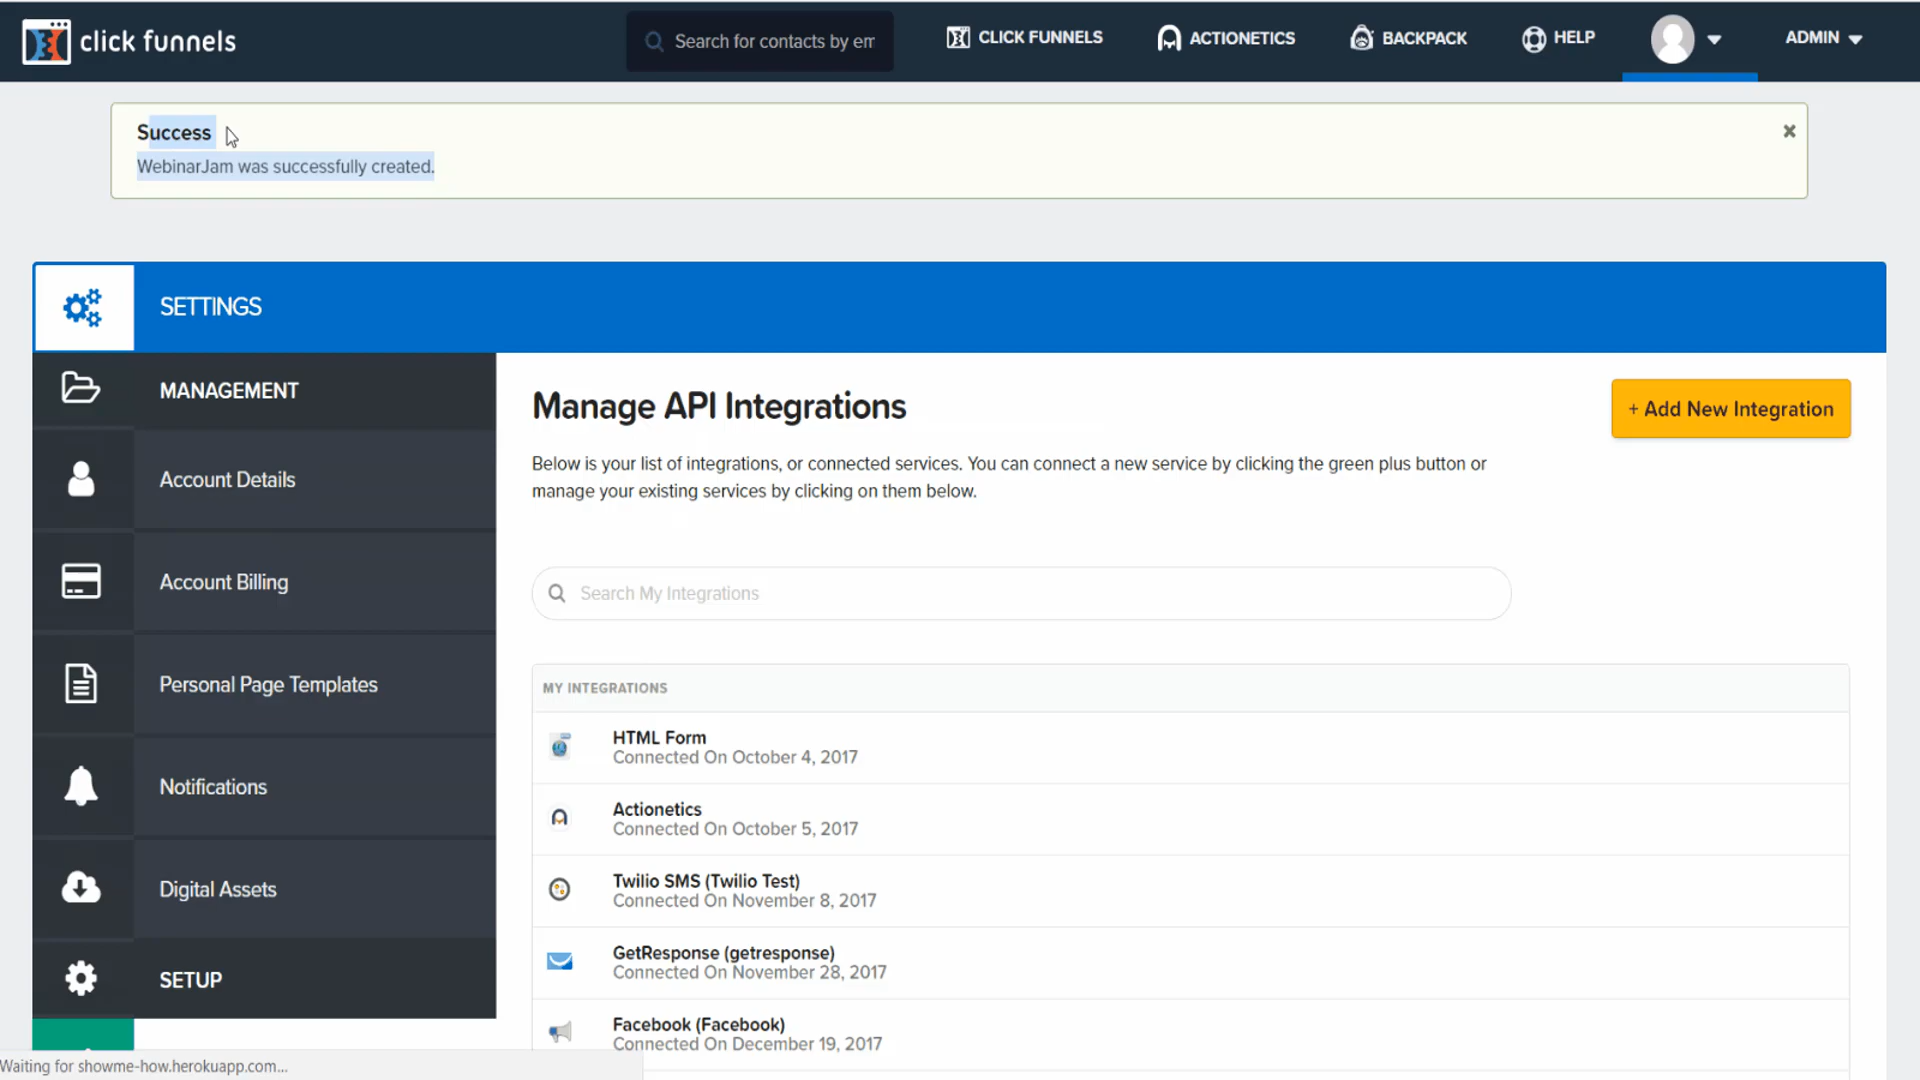 click funnels
Search for contacts by em
CLICK FUNNELS
ACTIONETICS
BACKPACK
HELP
ADMIN
Success
WebinarJam was successfully created.
SETTINGS
MANAGEMENT
Account Details
Account Billing
Personal Page Templates
Notifications
Digital Assets
SETUP
Manage API Integrations
+ Add New Integration
Below is your list of integrations, or connected services. You can connect a new service by clicking the green plus button or
manage your existing services by clicking on them below.
Search My Integrations
MY INTEGRATIONS
HTML Form
Connected On October 4, 2017
Actionetics
Connected On October 5, 2017
Twilio SMS (Twilio Test)
Connected On November 8, 2017
GetResponse (getresponse)
Connected On November 28, 2017
Facebook (Facebook)
Connected On December 19, 2017
Waiting for showme-how.herokuapp.com...